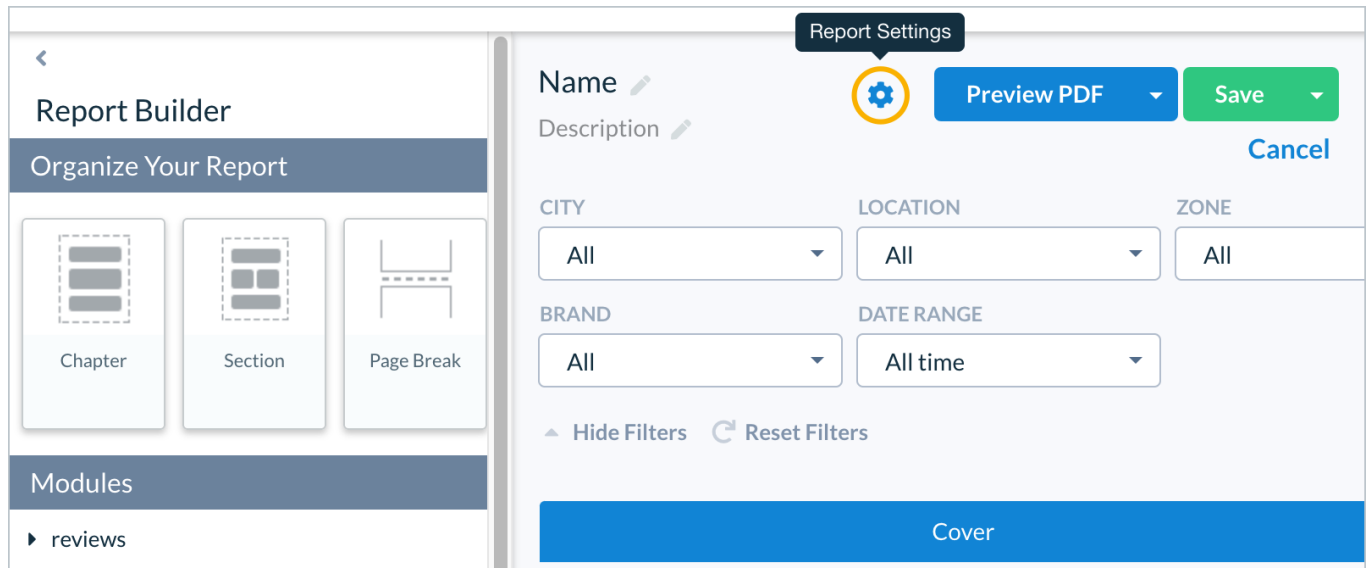 Report Settings
Name
Description
Preview PDF
Save
Cancel
Report Builder
Organize Your Report
Chapter
Section
Page Break
Modules
reviews
CITY
LOCATION
ZONE
All
All
All
BRAND
DATE RANGE
All
All time
Hide Filters
Reset Filters
Cover